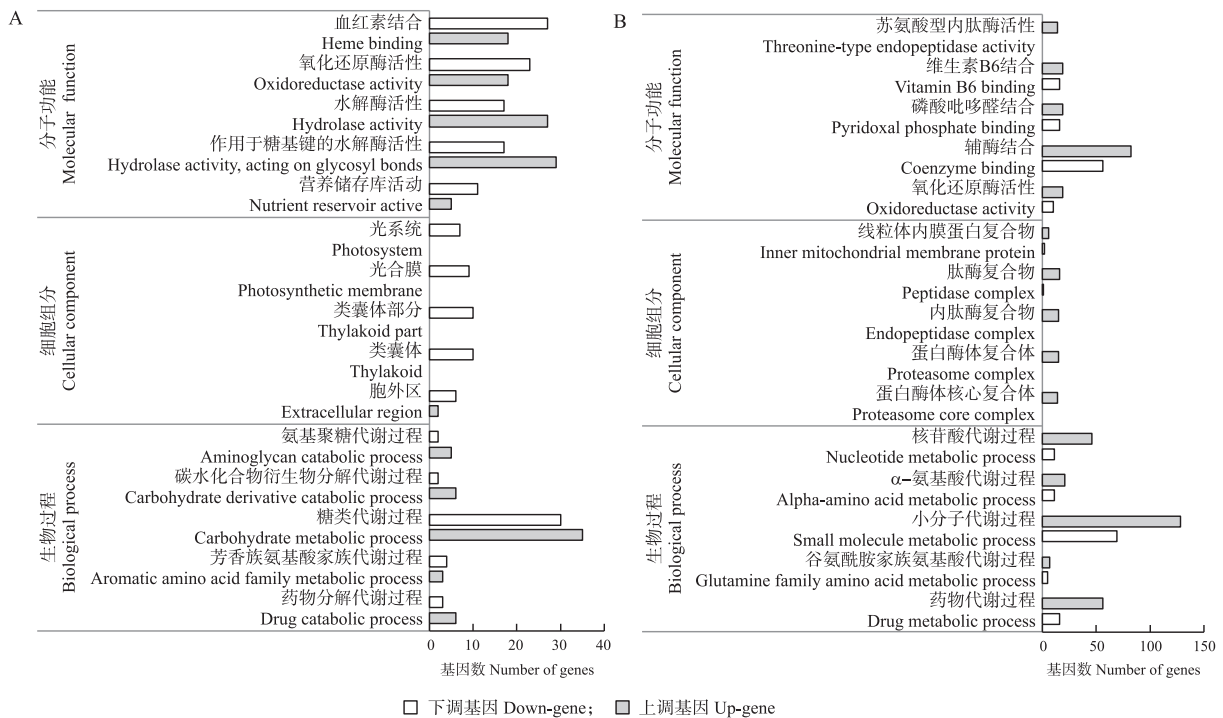 A
分子功能
Molecular function
血红素结合
Heme binding
氧化还原酶活性
Oxidoreductase activity
水解酶活性
Hydrolase activity
作用于糖基键的水解酶活性
Hydrolase activity, acting on glycosyl bonds
营养储存库活动
Nutrient reservoir active
细胞组分
Cellular component
光系统
Photosystem
光合膜
Photosynthetic membrane
类囊体部分
Thylakoid part
类囊体
Thylakoid
胞外区
Extracellular region
生物过程
Biological process
氨基聚糖代谢过程
Aminoglycan catabolic process
碳水化合物衍生物分解代谢过程
Carbohydrate derivative catabolic process
糖类代谢过程
Carbohydrate metabolic process
芳香族氨基酸家族代谢过程
Aromatic amino acid family metabolic process
药物分解代谢过程
Drug catabolic process
0 10 20 30 40
基因数 Number of genes
B
分子功能
Molecular function
苏氨酸型内肽酶活性
Threonine-type endopeptidase activity
维生素B6结合
Vitamin B6 binding
磷酸吡哆醛结合
Pyridoxal phosphate binding
辅酶结合
Coenzyme binding
氧化还原酶活性
Oxidoreductase activity
细胞组分
Cellular component
线粒体内膜蛋白复合物
Inner mitochondrial membrane protein
肽酶复合物
Peptidase complex
内肽酶复合物
Endopeptidase complex
蛋白酶体复合体
Proteasome complex
蛋白酶体核心复合体
Proteasome core complex
生物过程
Biological process
核苷酸代谢过程
Nucleotide metabolic process
α-氨基酸代谢过程
Alpha-amino acid metabolic process
小分子代谢过程
Small molecule metabolic process
谷氨酰胺家族氨基酸代谢过程
Glutamine family amino acid metabolic process
药物代谢过程
Drug metabolic process
0 50 100 150
基因数 Number of genes
下调基因 Down-gene; 上调基因 Up-gene